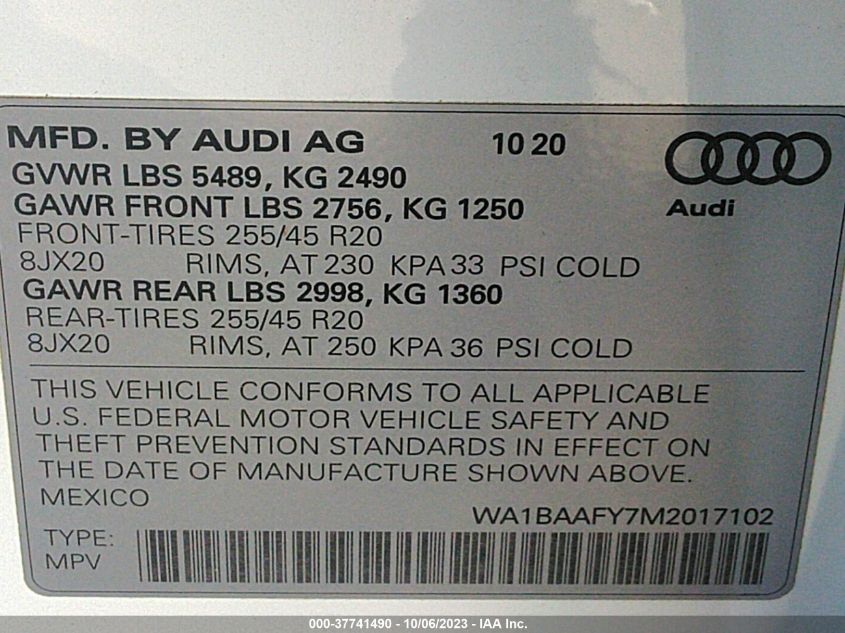 MFD. BY AUDI AG 10 20
GVWR LBS 5489, KG 2490
GAWR FRONT LBS 2756, KG 1250
Audi
FRONT-TIRES 255/45 R20
8JX20 RIMS, AT 230 KPA 33 PSI COLD
GAWR REAR LBS 2998, KG 1360
REAR-TIRES 255/45 R20
8JX20 RIMS, AT 250 KPA 36 PSI COLD
THIS VEHICLE CONFORMS TO ALL APPLICABLE
U.S. FEDERAL MOTOR VEHICLE SAFETY AND
THEFT PREVENTION STANDARDS IN EFFECT ON
THE DATE OF MANUFACTURE SHOWN ABOVE.
MEXICO
WA1BAAFY7M2017102
TYPE:
MPV
000-37741490 - 10/06/2023 - IAA Inc.